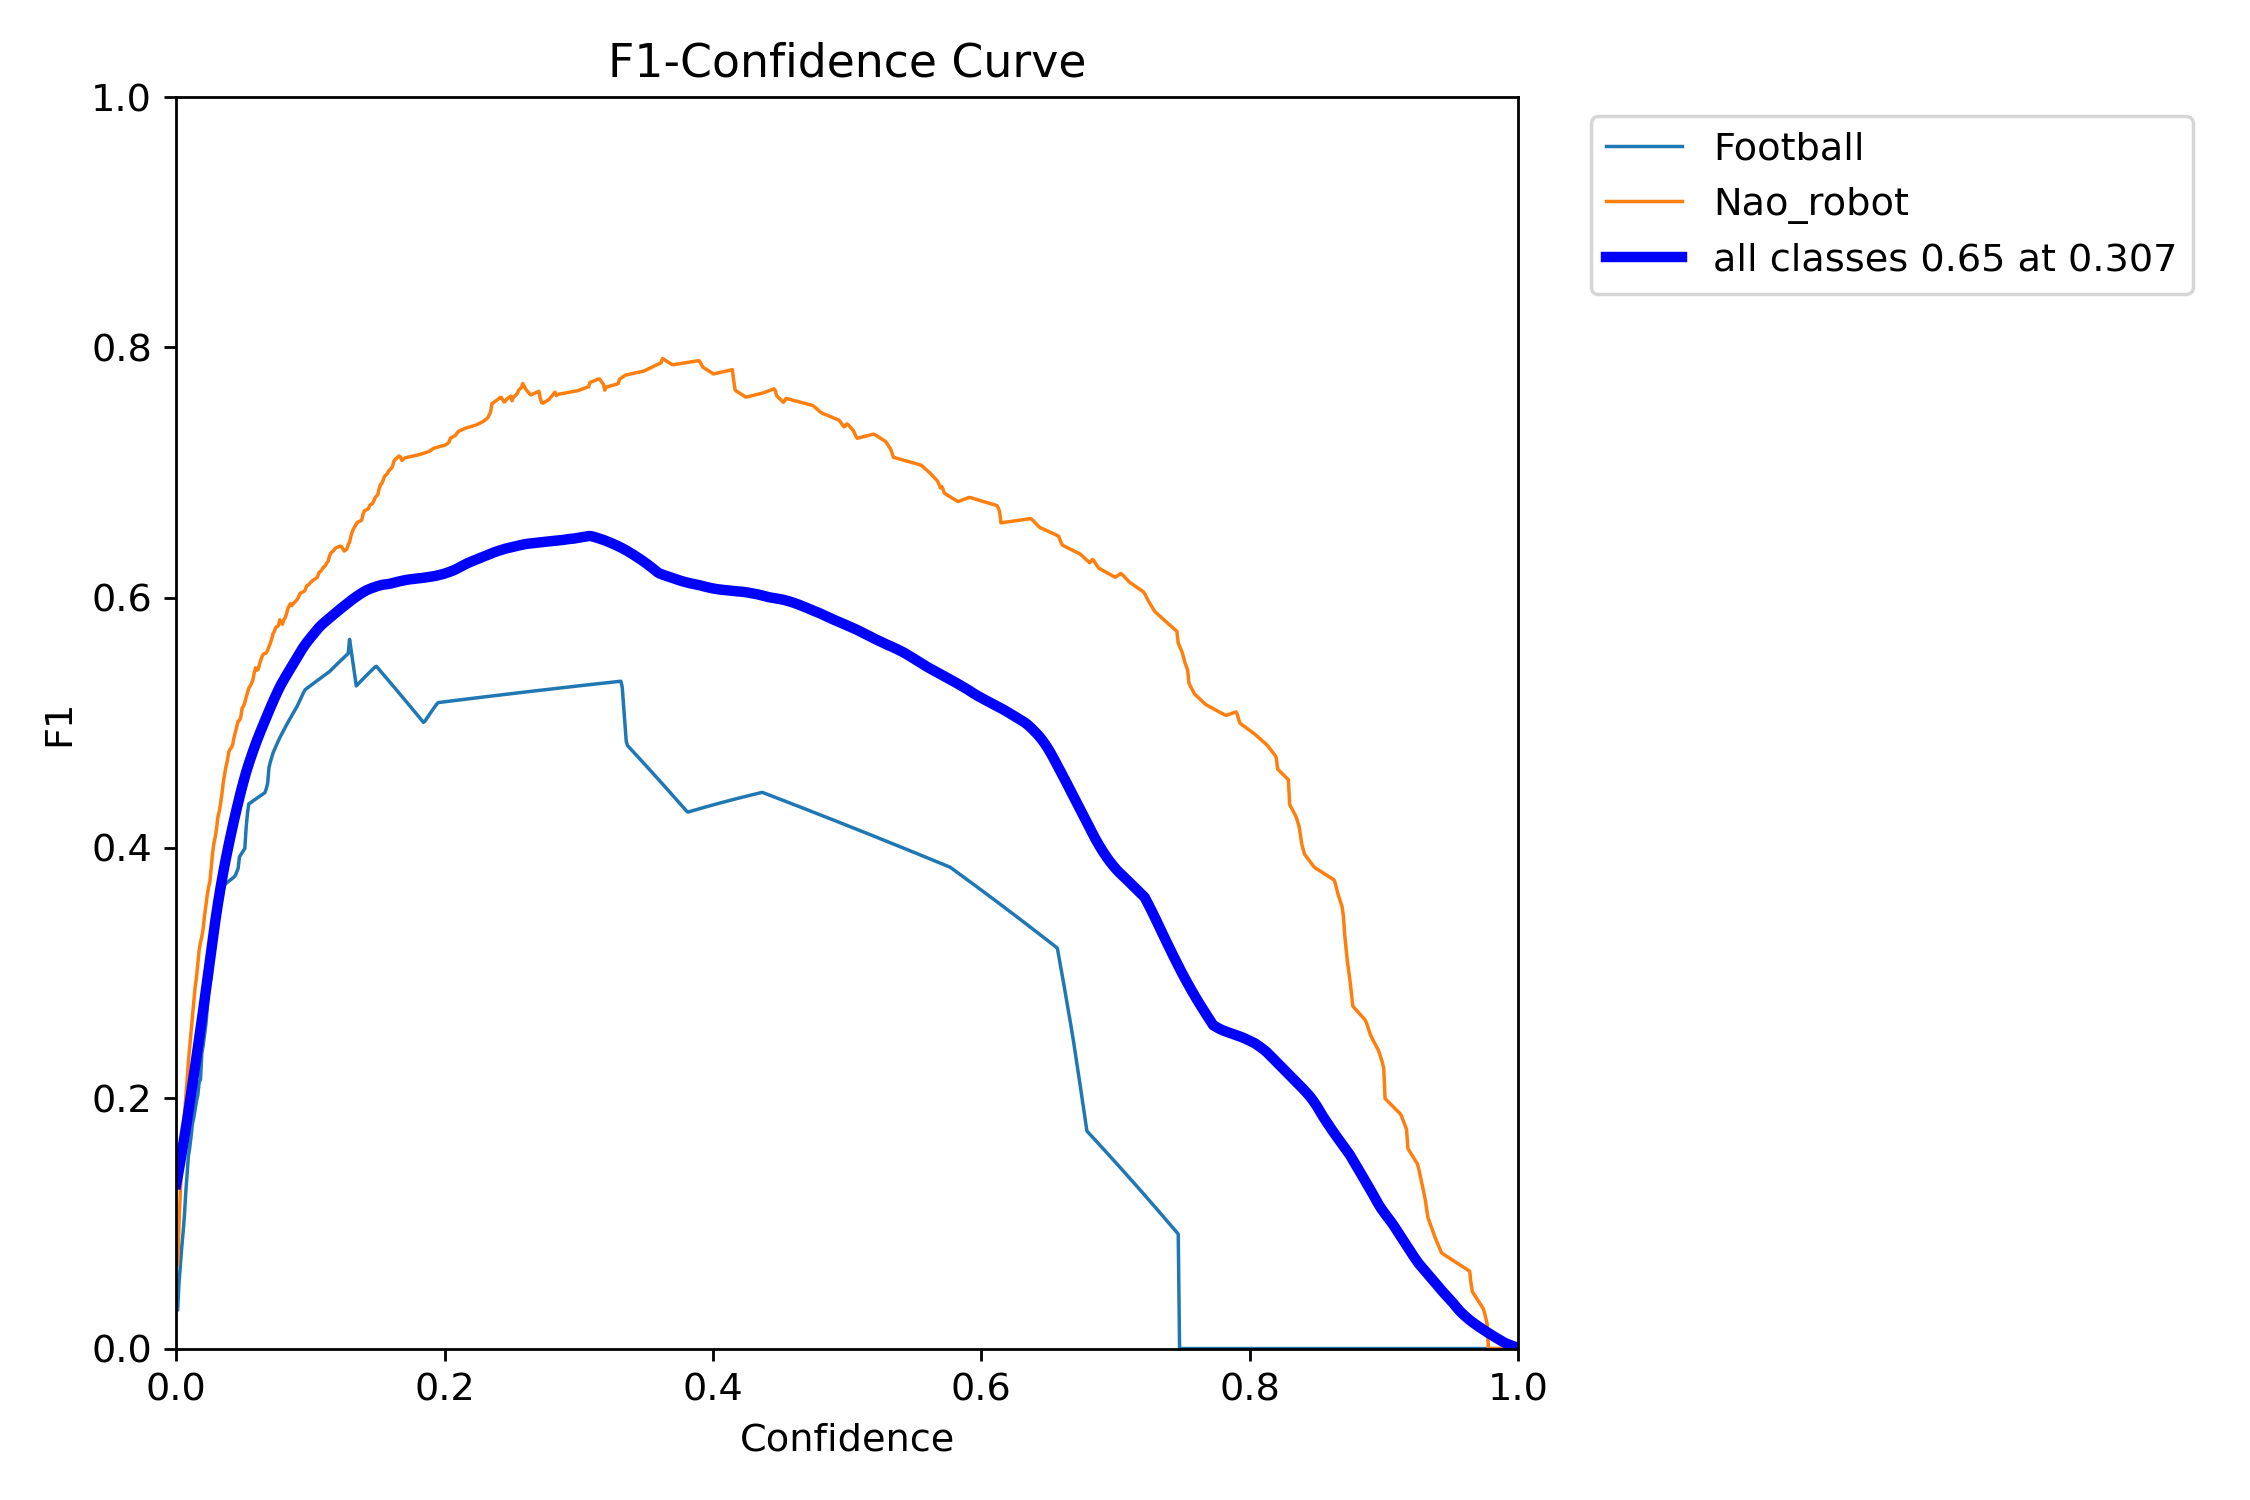 F1-Confidence Curve
1.0
0.8
0.6
0.4
0.2
0.0
F1
0.0 0.2 0.4 0.6 0.8 1.0
Confidence
Football
Nao_robot
all classes 0.65 at 0.307